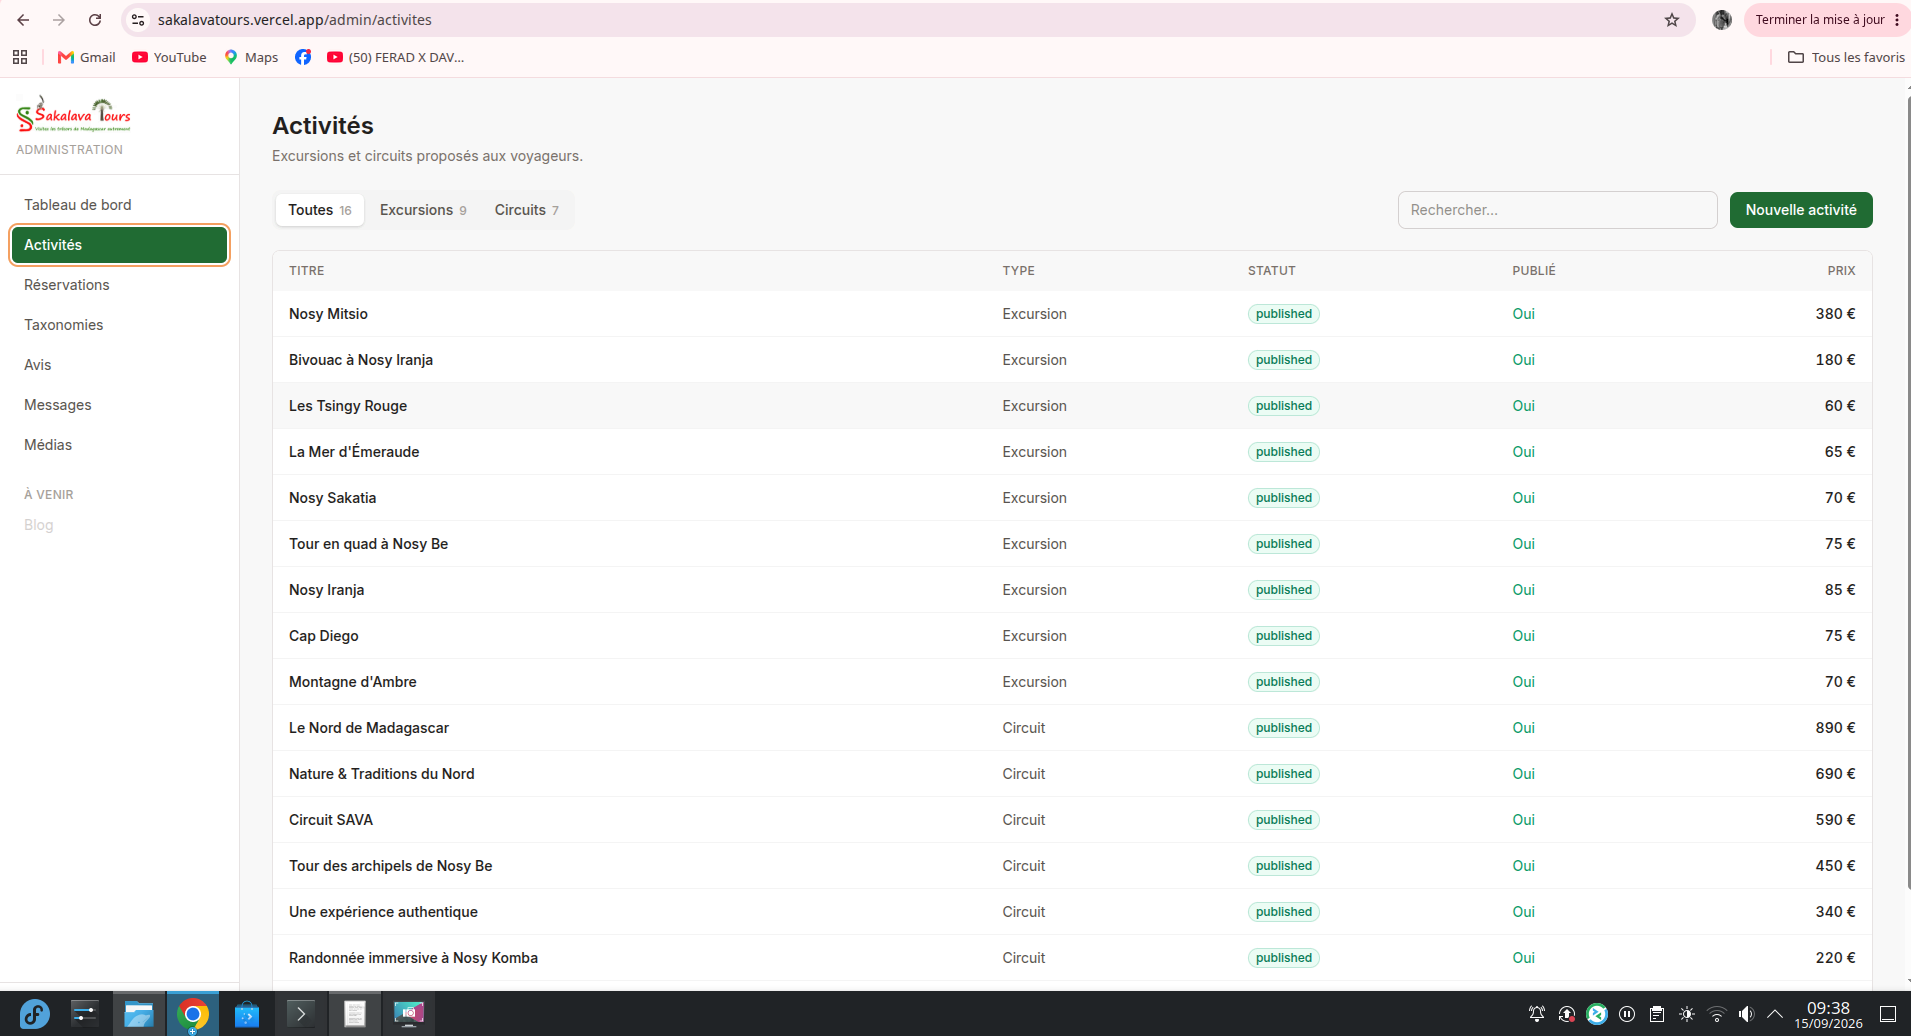 sakalavatours.vercel.app/admin/activites
Terminer la mise à jour
Gmail
YouTube
Maps
(50) FERAD X DAV...
Tous les favoris
Sakalava Tours
Visitez les trésors de Madagascar autrement
ADMINISTRATION
Tableau de bord
Activités
Réservations
Taxonomies
Avis
Messages
Médias
À VENIR
Blog
Activités
Excursions et circuits proposés aux voyageurs.
Toutes 16 Excursions 9 Circuits 7
Rechercher...
Nouvelle activité
TITRE TYPE STATUT PUBLIÉ PRIX
Nosy Mitsio Excursion published Oui 380 €
Bivouac à Nosy Iranja Excursion published Oui 180 €
Les Tsingy Rouge Excursion published Oui 60 €
La Mer d'Émeraude Excursion published Oui 65 €
Nosy Sakatia Excursion published Oui 70 €
Tour en quad à Nosy Be Excursion published Oui 75 €
Nosy Iranja Excursion published Oui 85 €
Cap Diego Excursion published Oui 75 €
Montagne d'Ambre Excursion published Oui 70 €
Le Nord de Madagascar Circuit published Oui 890 €
Nature & Traditions du Nord Circuit published Oui 690 €
Circuit SAVA Circuit published Oui 590 €
Tour des archipels de Nosy Be Circuit published Oui 450 €
Une expérience authentique Circuit published Oui 340 €
Randonnée immersive à Nosy Komba Circuit published Oui 220 €
09:38
15/09/2026